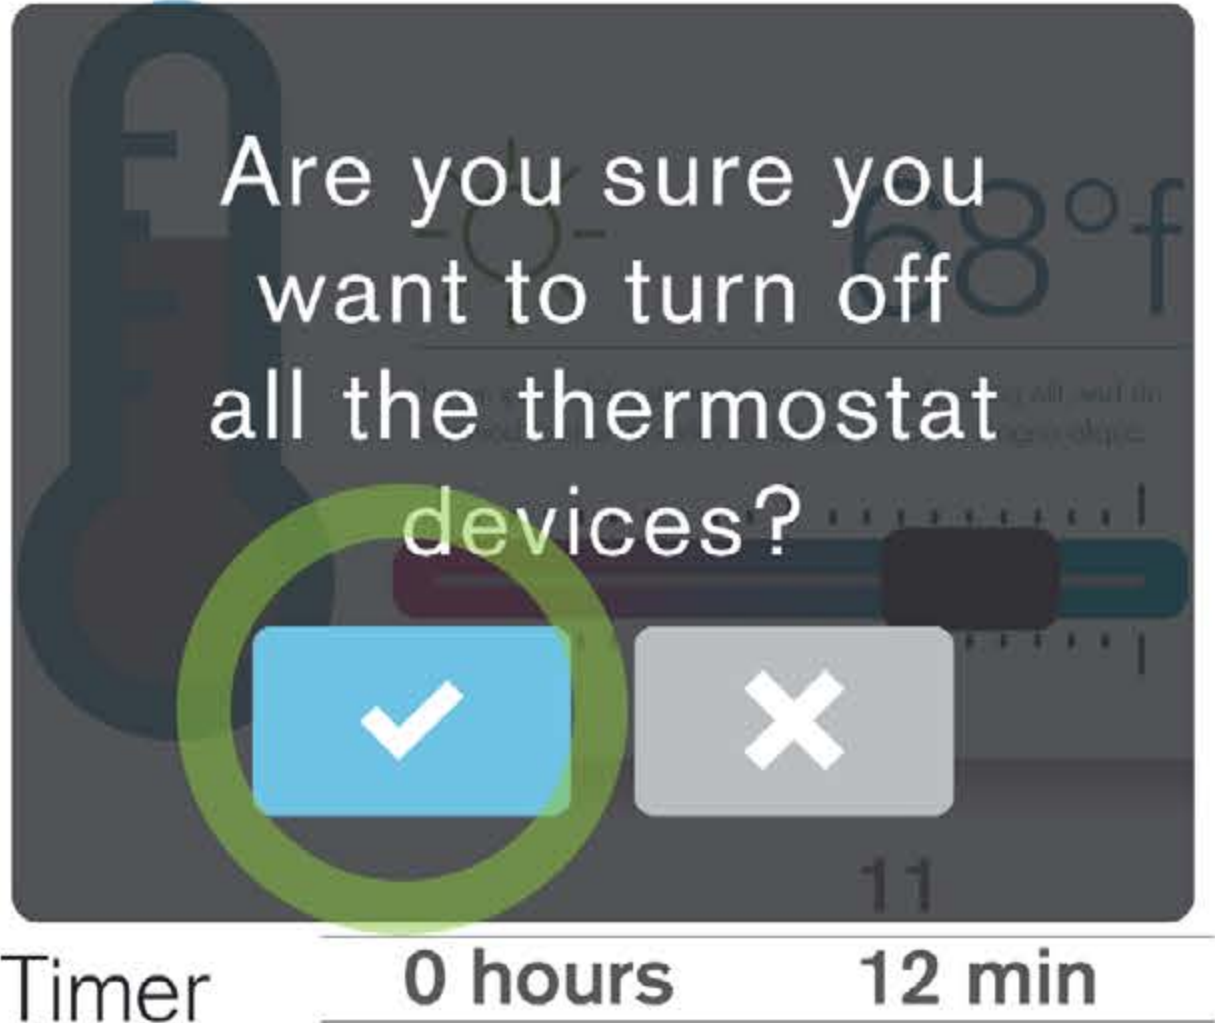 Are you sure you
want to turn off
all the thermostat
devices?
68°f
11
Timer
0 hours
12 min